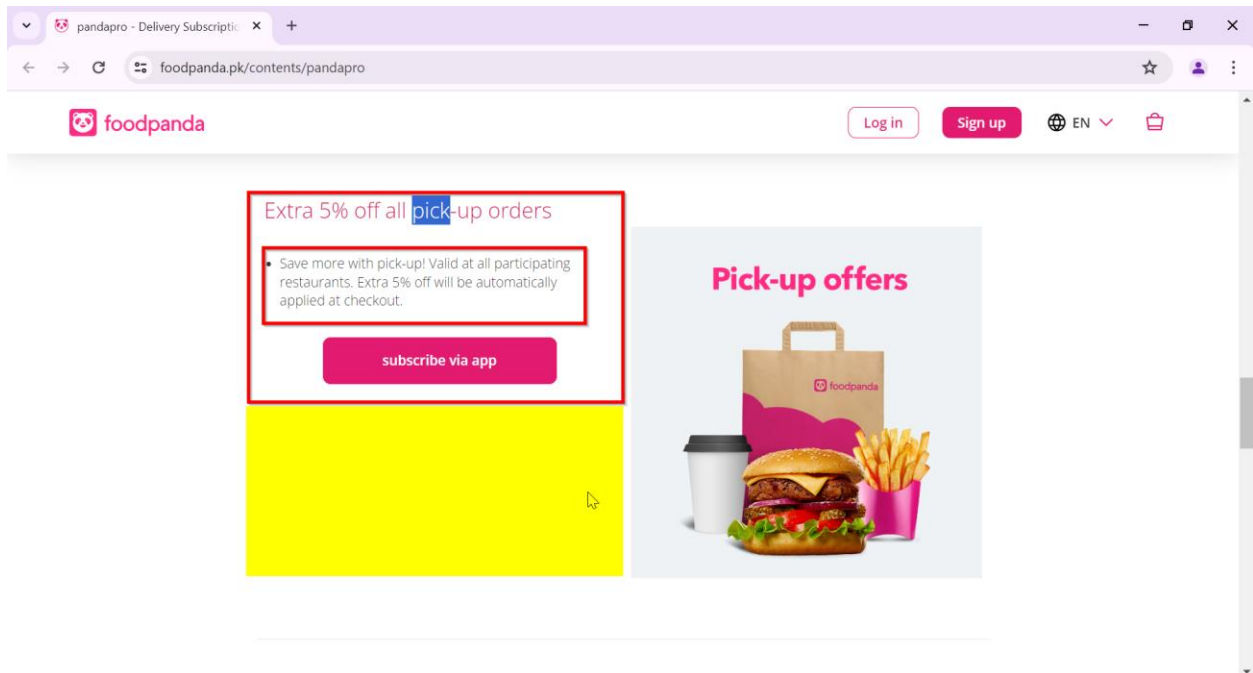 pandapro - Delivery Subscriptio
foodpanda.pk/contents/pandapro
foodpanda
Log in
Sign up
EN
Extra 5% off all pick-up orders
• Save more with pick-up! Valid at all participating
restaurants. Extra 5% off will be automatically
applied at checkout.
subscribe via app
Pick-up offers
foodpanda